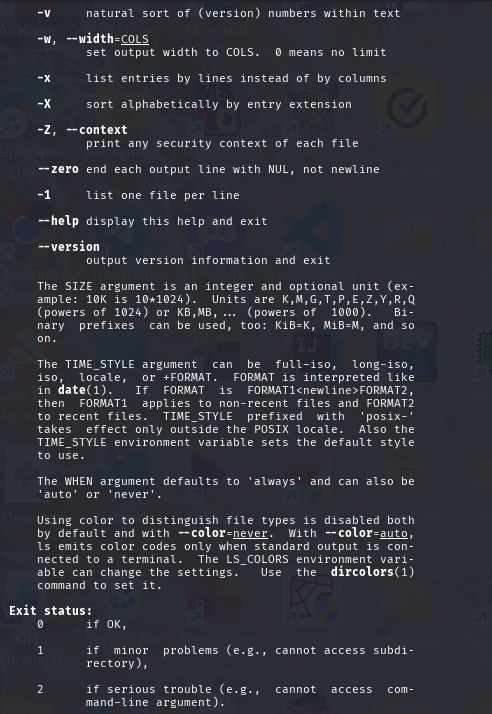 -v     natural sort of (version) numbers within text
-w, --width=COLS
set output width to COLS.  0 means no limit
-x     list entries by lines instead of by columns
-X     sort alphabetically by entry extension
-Z, --context
print any security context of each file
--zero end each output line with NUL, not newline
-1     list one file per line
--help display this help and exit
--version
output version information and exit
The SIZE argument is an integer and optional unit (ex-
ample: 10K is 10*1024).  Units are K,M,G,T,P,E,Z,Y,R,Q
(powers of 1024) or KB,MB,... (powers of  1000).   Bi-
nary  prefixes  can be used, too: KiB=K, MiB=M, and so
on.
The TIME_STYLE argument  can  be  full-iso,  long-iso,
iso,  locale,  or +FORMAT.  FORMAT is interpreted like
in date(1).  If  FORMAT  is  FORMAT1<newline>FORMAT2,
then  FORMAT1  applies to non-recent files and FORMAT2
to recent files.  TIME_STYLE  prefixed  with  'posix-'
takes  effect only outside the POSIX locale.  Also the
TIME_STYLE environment variable sets the default style
to use.
The WHEN argument defaults to 'always' and can also be
'auto' or 'never'.
Using color to distinguish file types is disabled both
by default and with --color=never.  With --color=auto,
ls emits color codes only when standard output is con-
nected to a terminal.  The LS_COLORS environment vari-
able can change the settings.   Use  the  dircolors(1)
command to set it.
Exit status:
0      if OK,
1      if  minor  problems (e.g., cannot access subdi-
rectory),
2      if serious trouble (e.g.,  cannot  access  com-
mand-line argument).